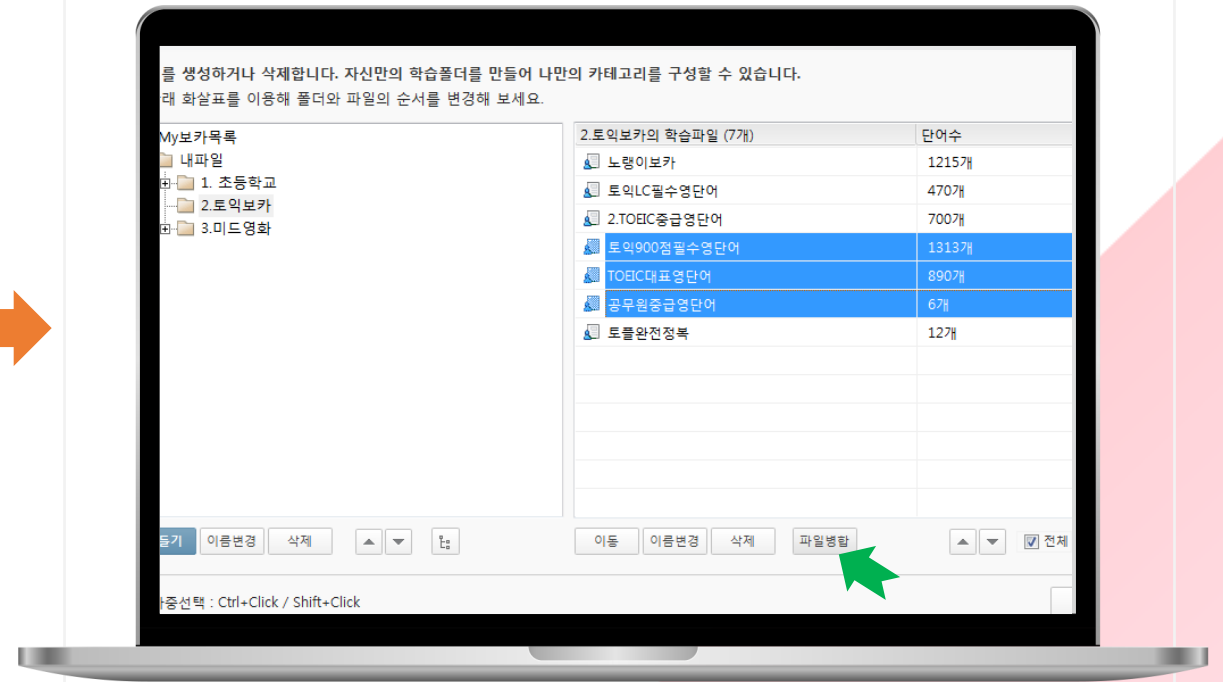 를 생성하거나 삭제합니다. 자신만의 학습폴더를 만들어 나만의 카테고리를 구성할 수 있습니다.
래 화살표를 이용해 폴더와 파일의 순서를 변경해 보세요.
My보카목록
내파일
1. 초등학교
2.토익보카
3.미드영화
2.토익보카의 학습파일 (7개) 단어수
노랭이보카 1215개
토익LC필수영단어 470개
2.TOEIC중급영단어 700개
토익900점필수영단어 1313개
TOEIC대표영단어 890개
공무원중급영단어 6개
토플완전정복 12개
들기 이름변경 삭제 이동 이름변경 삭제 파일병합 전체
중선택 : Ctrl+Click / Shift+Click